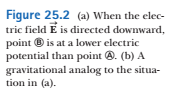 Figure 25.2 (a) When the elec-
tric field E⃗ is directed downward,
point Ⓑ is at a lower electric
potential than point Ⓐ. (b) A
gravitational analog to the situa-
tion in (a).